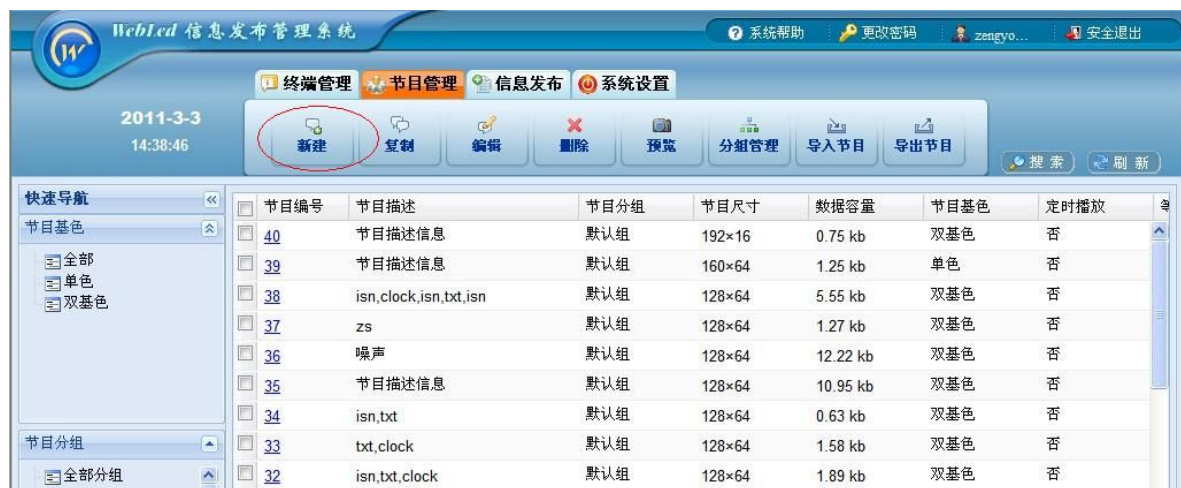 WebLed 信息发布管理系统
系统帮助 更改密码 zengyo... 安全退出
终端管理 节目管理 信息发布 系统设置
2011-3-3
14:38:46
新建 复制 编辑 删除 预览 分组管理 导入节目 导出节目
搜索 刷新
快速导航
节目基色
全部
单色
双基色
节目分组
全部分组
节目编号 节目描述 节目分组 节目尺寸 数据容量 节目基色 定时播放
40 节目描述信息 默认组 192×16 0.75 kb 双基色 否
39 节目描述信息 默认组 160×64 1.25 kb 单色 否
38 isn,clock,isn,txt,isn 默认组 128×64 5.55 kb 双基色 否
37 zs 默认组 128×64 1.27 kb 双基色 否
36 噪声 默认组 128×64 12.22 kb 双基色 否
35 节目描述信息 默认组 128×64 10.95 kb 双基色 否
34 isn,txt 默认组 128×64 0.63 kb 双基色 否
33 txt,clock 默认组 128×64 1.58 kb 双基色 否
32 isn,txt,clock 默认组 128×64 1.89 kb 双基色 否